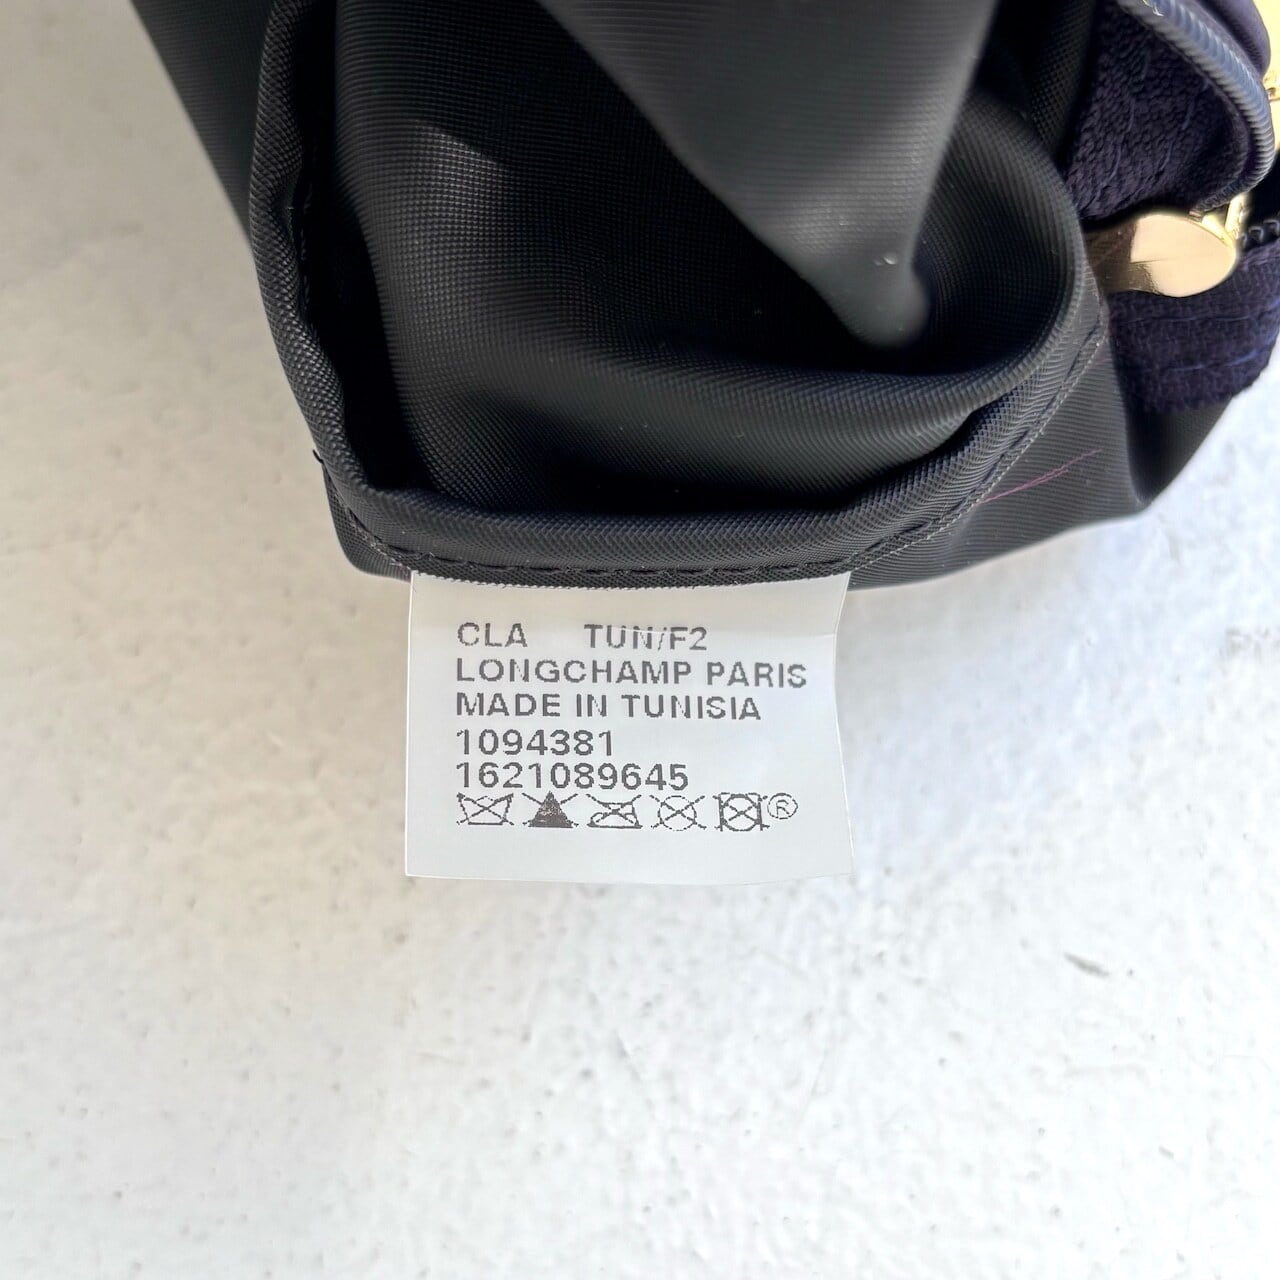 CLA TUN/F2
LONGCHAMP PARIS
MADE IN TUNISIA
1094381
1621089645
®